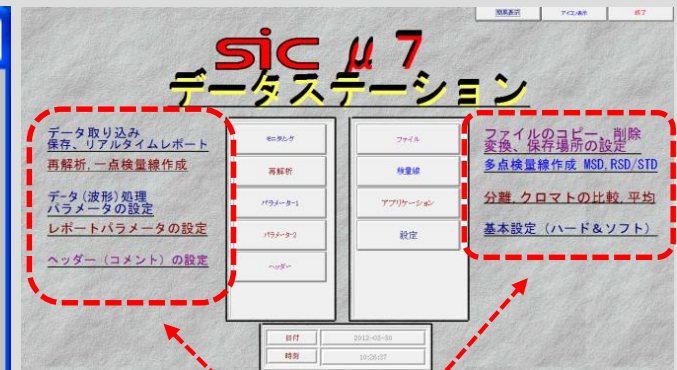 簡易表示
アイコン表示
終了
sic μ7
データステーション
データ取り込み
保存、リアルタイムレポート
再解析,一点検量線作成
データ(波形)処理
パラメータの設定
レポートパラメータの設定
ヘッダー(コメント)の設定
モニタリング
再解析
パラメーター1
パラメーター2
ヘッダー
ファイル
検量線
アプリケーション
設定
ファイルのコピー、削除
変換、保存場所の設定
多点検量線作成 MSD,RSD/STD
分離,クロマトの比較,平均
基本設定(ハード&ソフト)
日付
2012-03-30
時刻
10:28:37